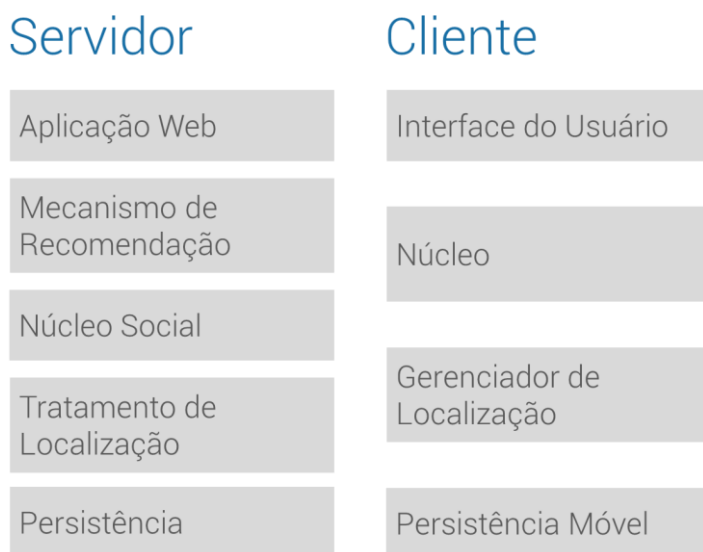 Servidor
Aplicação Web
Mecanismo de
Recomendação
Núcleo Social
Tratamento de
Localização
Persistência
Cliente
Interface do Usuário
Núcleo
Gerenciador de
Localização
Persistência Móvel